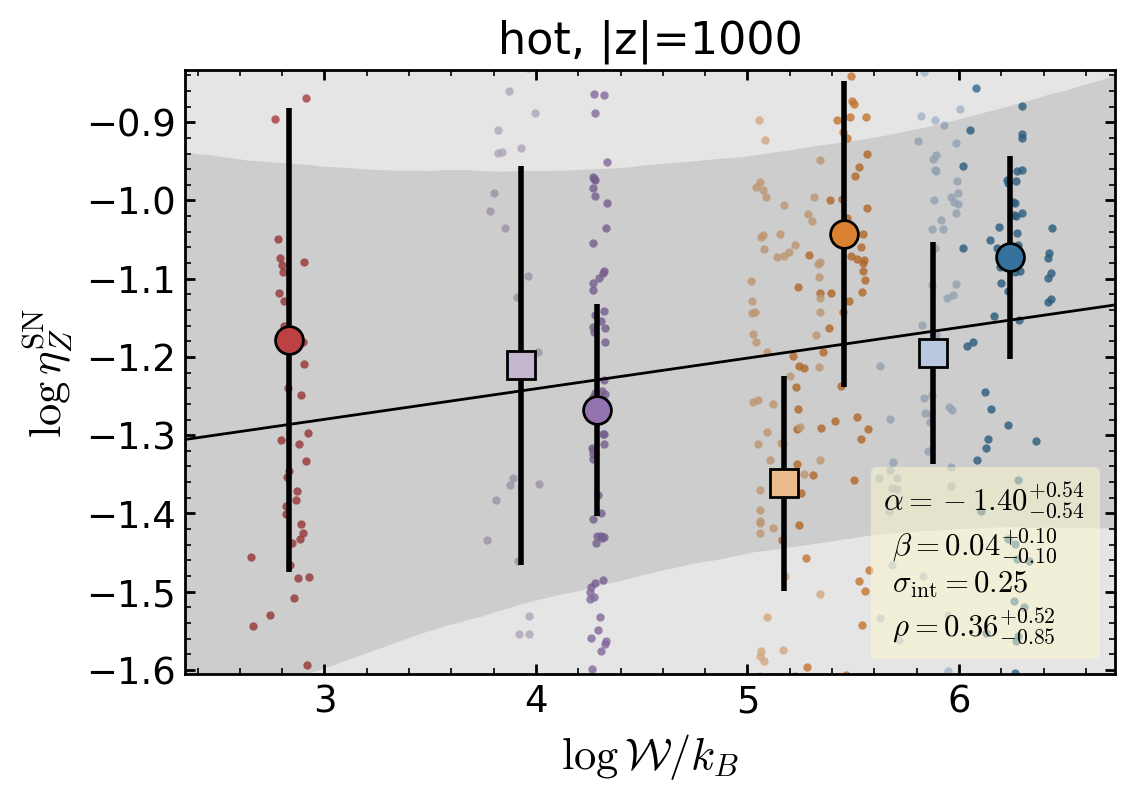 hot, |z|=1000
−0.9
−1.0
−1.1
−1.2
−1.3
−1.4
−1.5
−1.6
log η_Z^SN
α = −1.40^{+0.54}_{−0.54}
β = 0.04^{+0.10}_{−0.10}
σ_int = 0.25
ρ = 0.36^{+0.52}_{−0.85}
3 4 5 6
log 𝒲/k_B